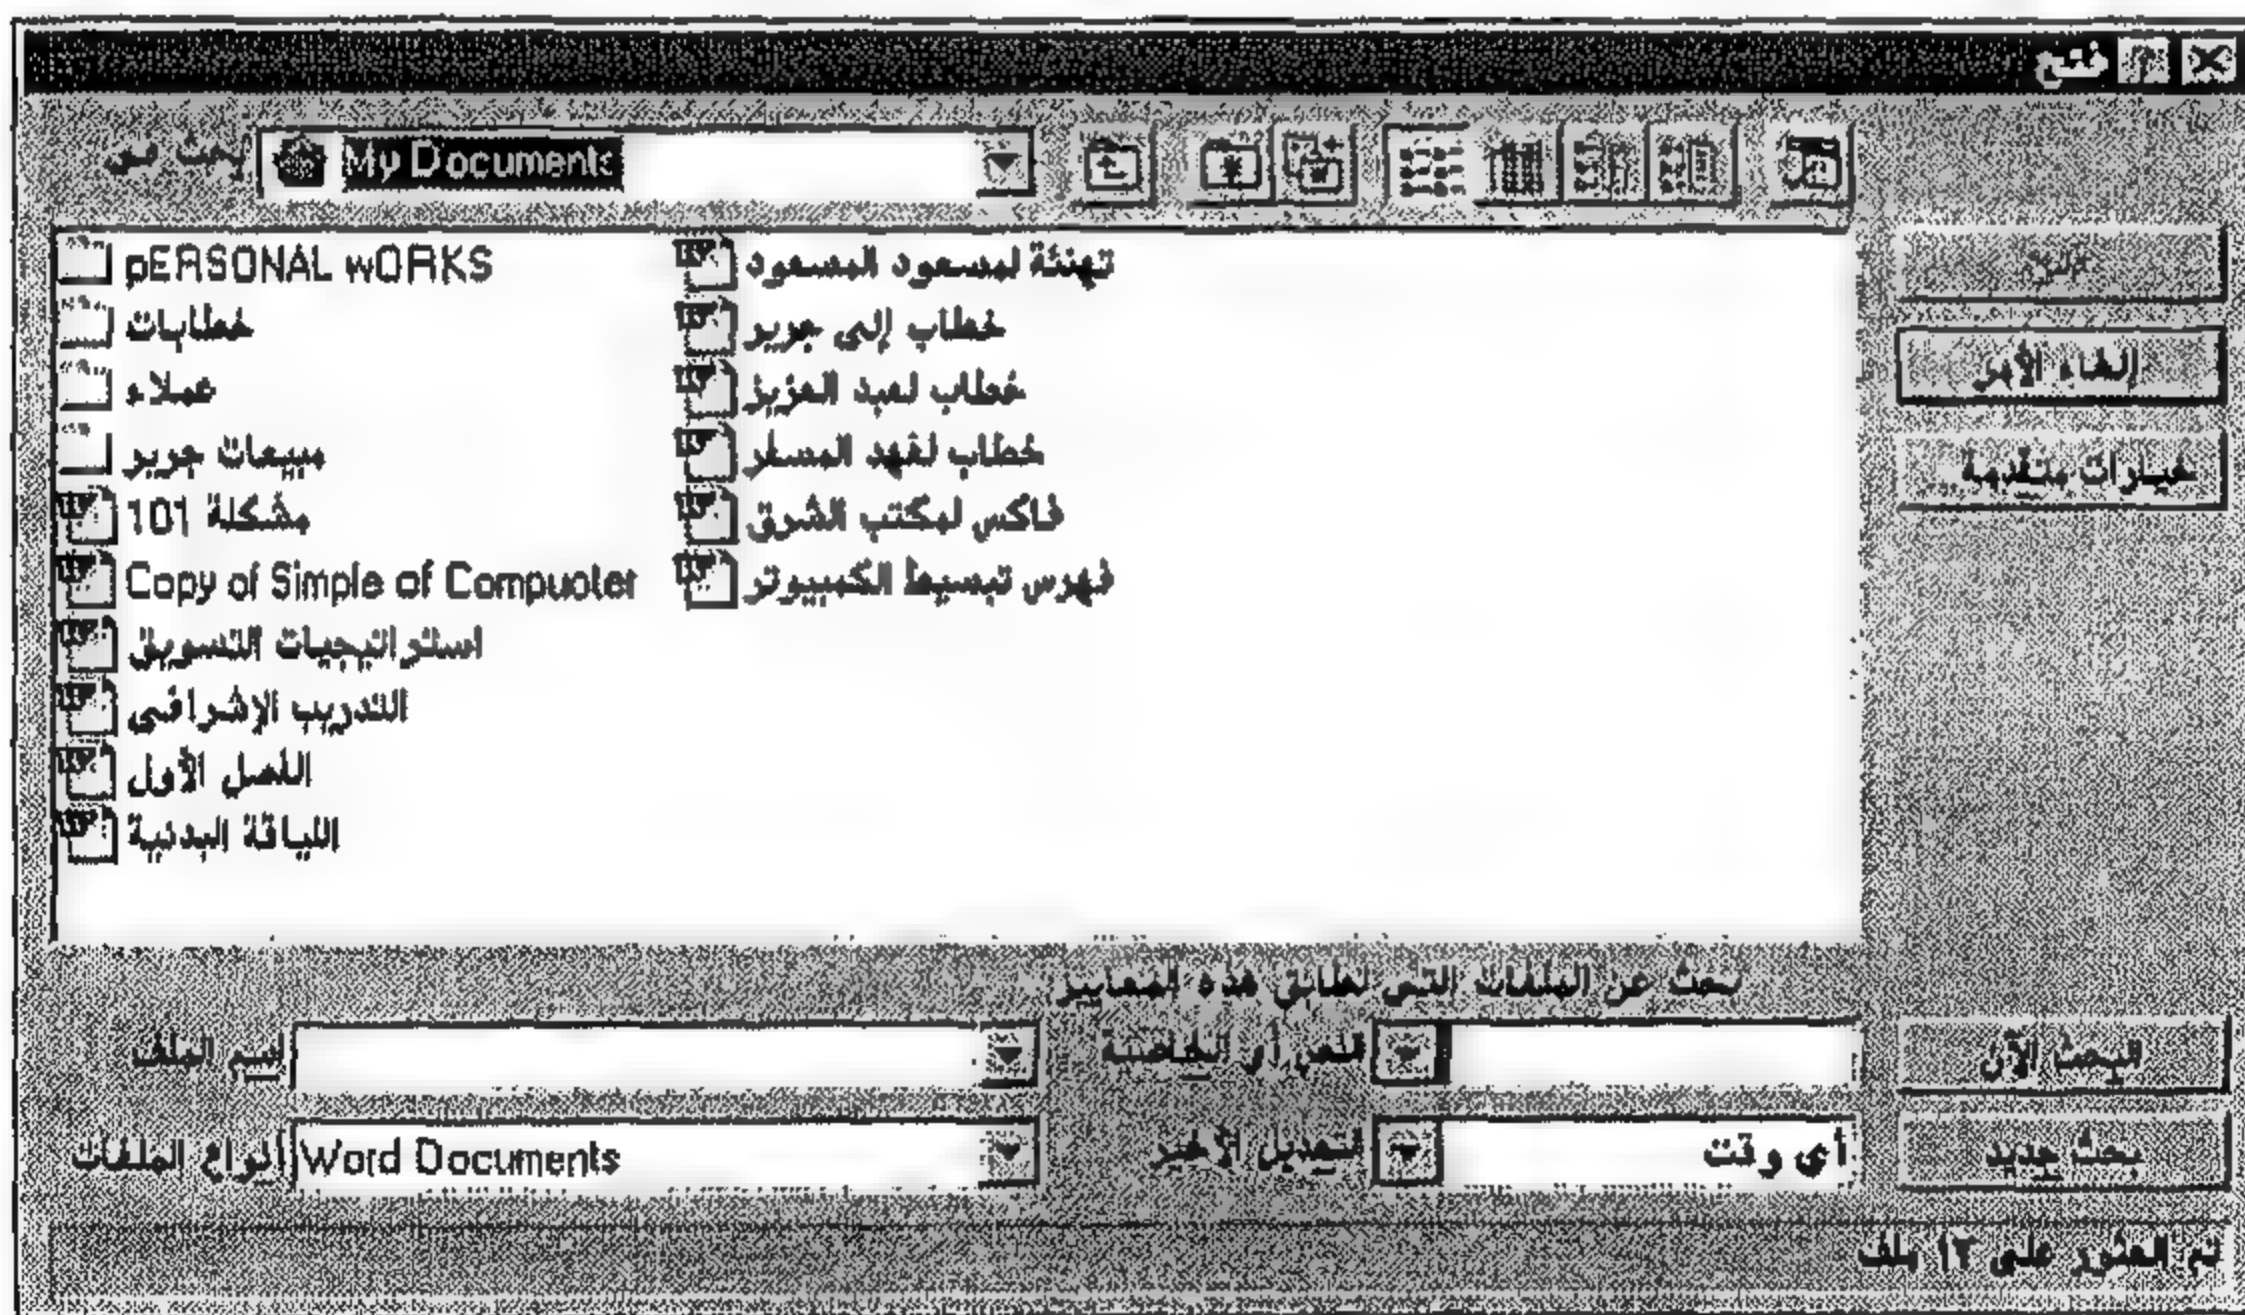 فتح
بحث في My Documents
pERSONAL wORKS
خطابات
عملاء
مبيعات جرير
مشكلة 101
Copy of Simple of Compuoter
استراتيجيات التسويق
التدريب الإشرافي
الفصل الأول
اللياقة البدنية
تهنئة لمسعود المسعود
خطاب إلى جرير
خطاب لعبد العزيز
خطاب لفهد المسفر
فاكس لمكتب الشرق
فهرس تبسيط الكمبيوتر
إلغاء الأمر
خيارات متقدمة
بحث عن الملفات التي تطابق هذه المعايير
اسم الملف
النص أو الخاصية
البحث الآن
أنواع الملفات Word Documents
التعديل الأخير
أي وقت
بحث جديد
تم العثور على ١٢ ملف